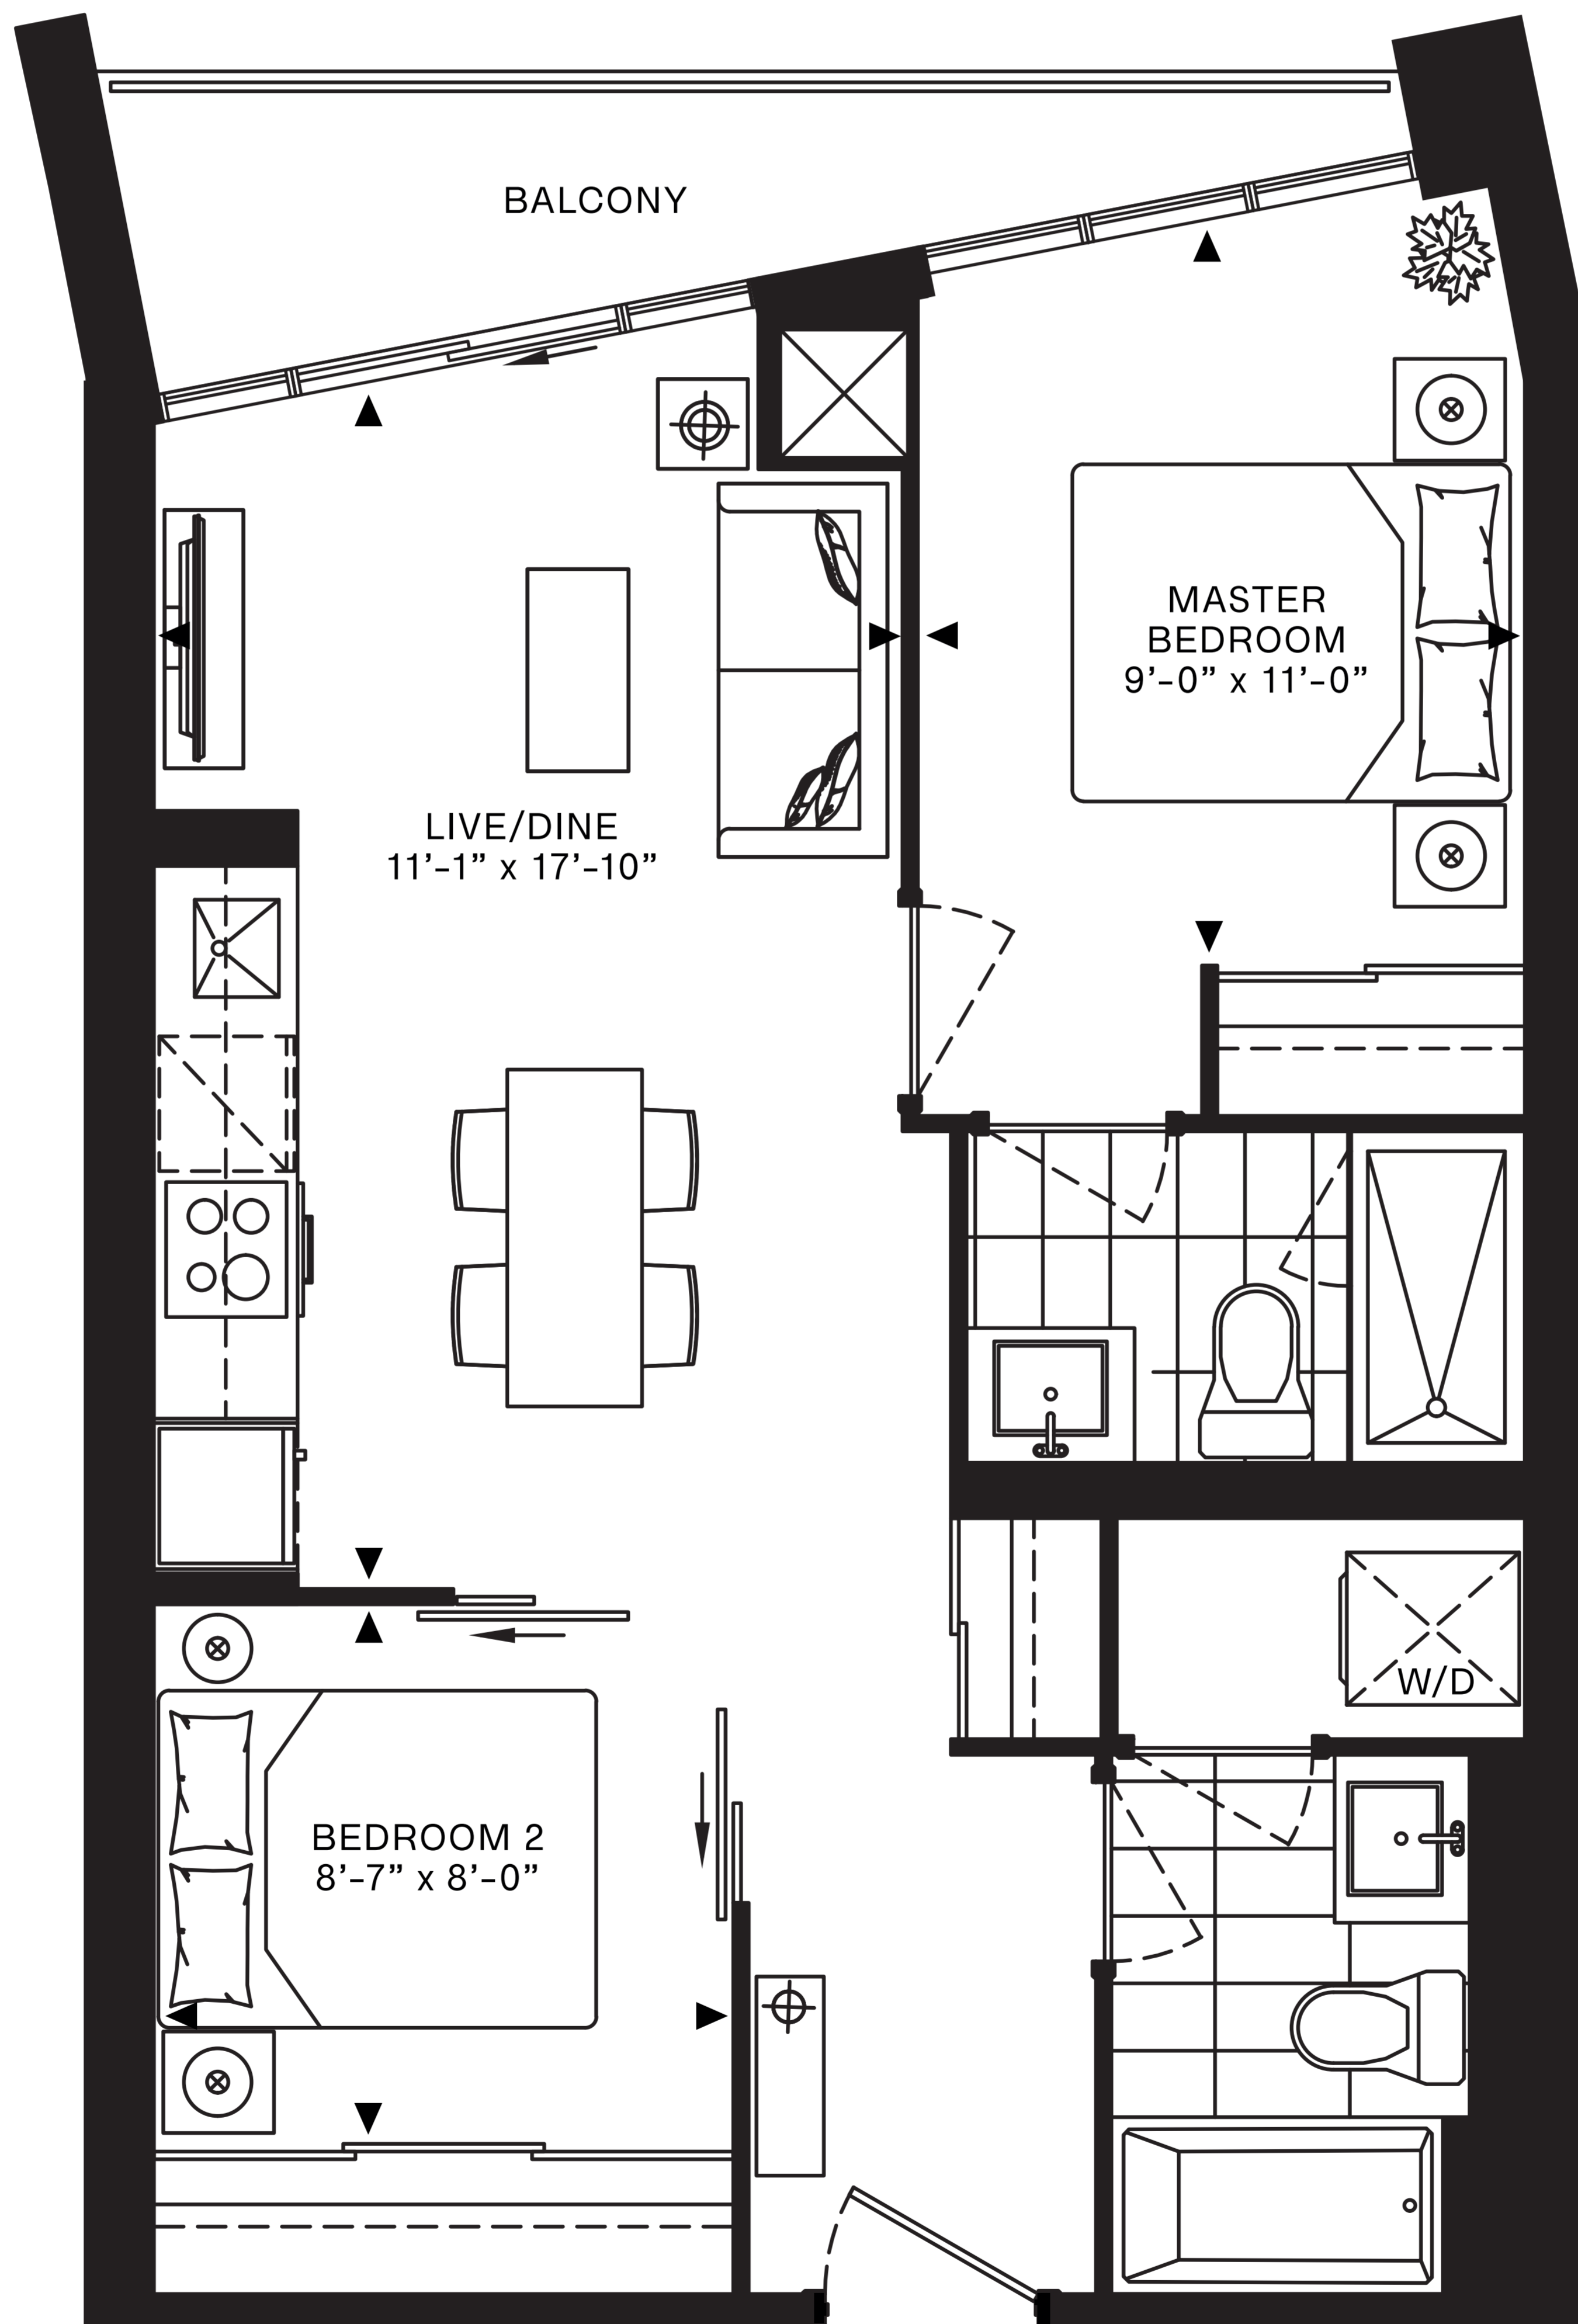 BALCONY
MASTER
BEDROOM
9’-0” x 11’-0”
LIVE/DINE
11’-1” x 17’-10”
W/D
BEDROOM 2
8’-7” x 8’-0”